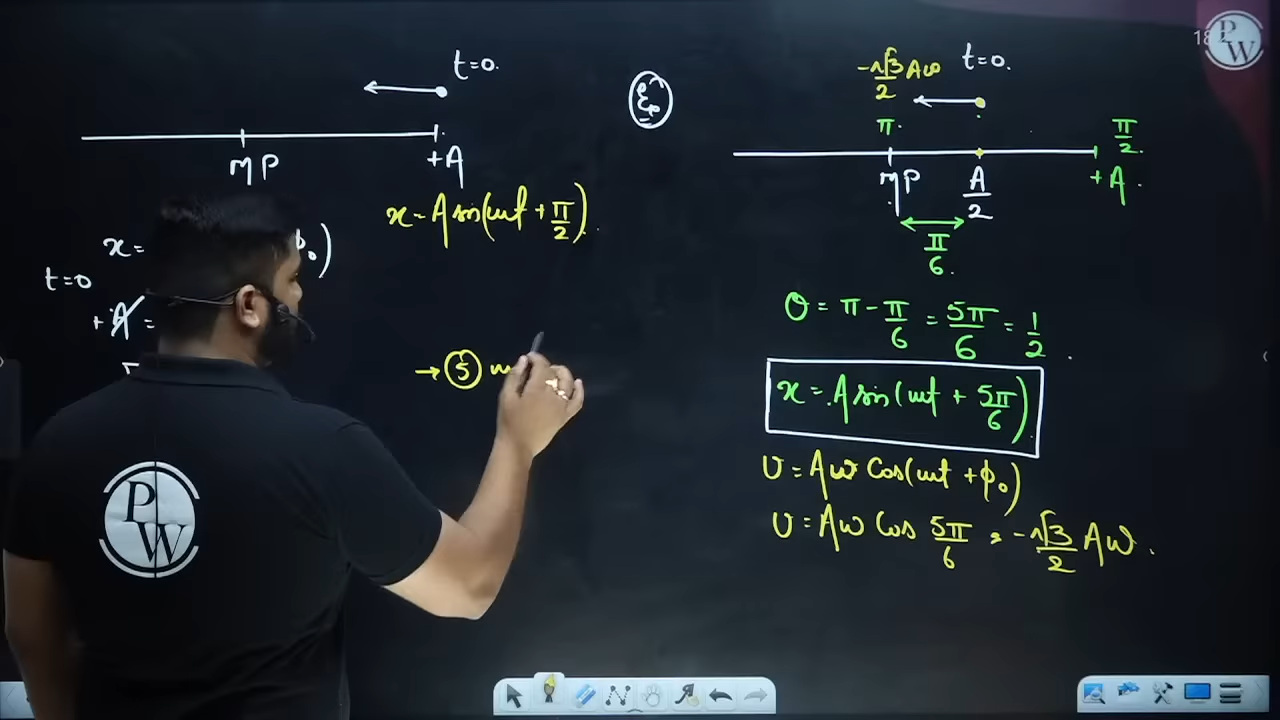 t=0.
MP
+A
x = A sin(ωt + π/2).
x=
t=0
+A =
→ ⑤
-√3/2 Aω
t=0.
π.
π/2
MP
A/2
+A.
π/6.
θ = π - π/6 = 5π/6 = 1/2.
x = A sin(ωt + 5π/6)
v = Aω Cos(ωt + ϕ₀)
v = Aω Cos 5π/6 = -√3/2 Aω.
PW
PW